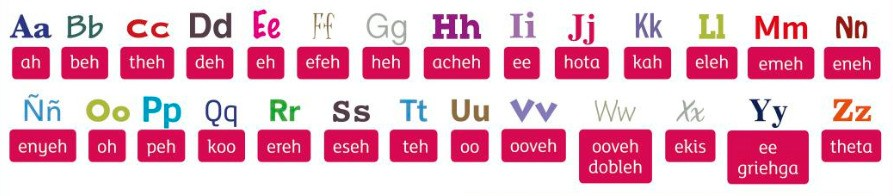 Aa Bb Cc Dd Ee Ff Gg Hh Ii Jj Kk Ll Mm Nn
ah beh theh deh eh efeh heh acheh ee hota kah eleh emeh eneh
Ññ Oo Pp Qq Rr Ss Tt Uu Vv Ww Xx Yy Zz
enyeh oh peh koo ereh eseh teh oo ooveh ooveh ekis ee theta
dobleh griehga